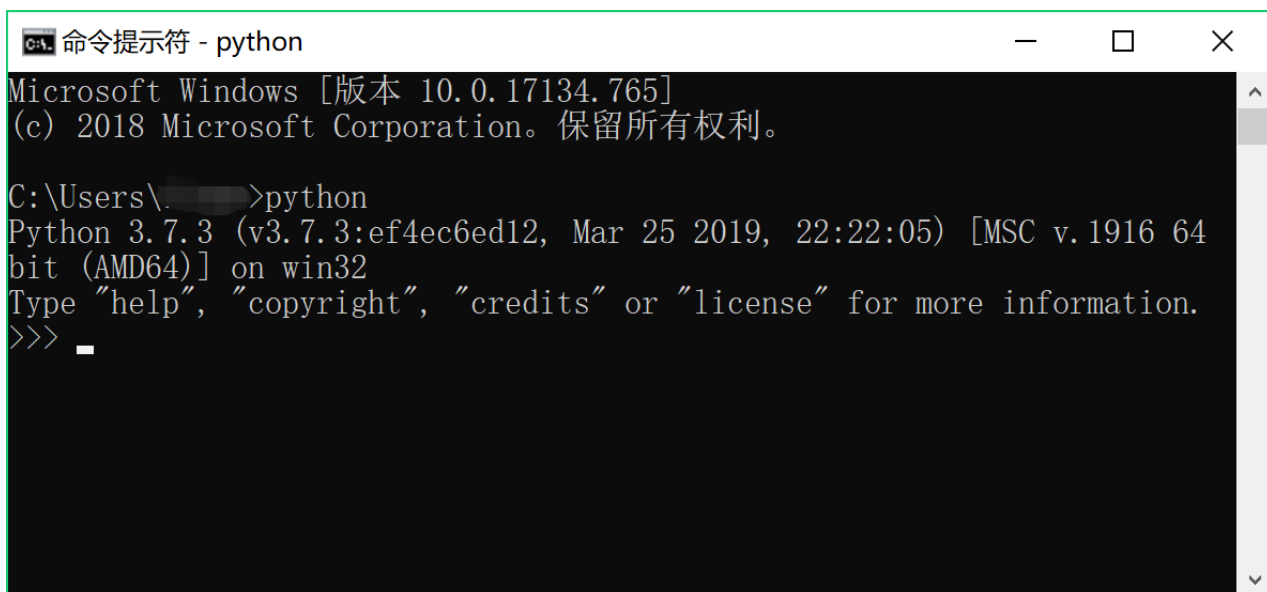 命令提示符 - python
Microsoft Windows [版本 10.0.17134.765]
(c) 2018 Microsoft Corporation。保留所有权利。
C:\Users\>python
Python 3.7.3 (v3.7.3:ef4ec6ed12, Mar 25 2019, 22:22:05) [MSC v.1916 64
bit (AMD64)] on win32
Type "help", "copyright", "credits" or "license" for more information.
>>>